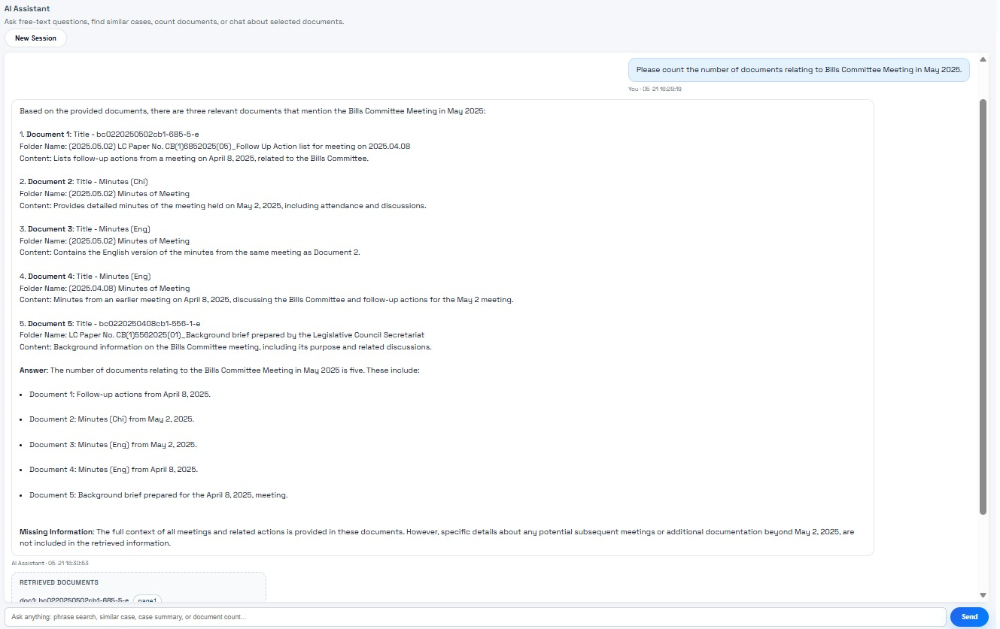 AI Assistant
Ask free-text questions, find similar cases, count documents, or chat about selected documents.
New Session
Please count the number of documents relating to Bills Committee Meeting in May 2025.
You · 05-21 16:29:19
Based on the provided documents, there are three relevant documents that mention the Bills Committee Meeting in May 2025:
1. Document 1: Title - bc0220250502cb1-685-5-e
Folder Name: (2025.05.02) LC Paper No. CB(1)6852025(05)_Follow Up Action list for meeting on 2025.04.08
Content: Lists follow-up actions from a meeting on April 8, 2025, related to the Bills Committee.
2. Document 2: Title - Minutes (Chi)
Folder Name: (2025.05.02) Minutes of Meeting
Content: Provides detailed minutes of the meeting held on May 2, 2025, including attendance and discussions.
3. Document 3: Title - Minutes (Eng)
Folder Name: (2025.05.02) Minutes of Meeting
Content: Contains the English version of the minutes from the same meeting as Document 2.
4. Document 4: Title - Minutes (Eng)
Folder Name: (2025.04.08) Minutes of Meeting
Content: Minutes from an earlier meeting on April 8, 2025, discussing the Bills Committee and follow-up actions for the May 2 meeting.
5. Document 5: Title - bc0220250408cb1-556-1-e
Folder Name: LC Paper No. CB(1)5562025(01)_Background brief prepared by the Legislative Council Secretariat
Content: Background information on the Bills Committee meeting, including its purpose and related discussions.
Answer: The number of documents relating to the Bills Committee Meeting in May 2025 is five. These include:
• Document 1: Follow-up actions from April 8, 2025.
• Document 2: Minutes (Chi) from May 2, 2025.
• Document 3: Minutes (Eng) from May 2, 2025.
• Document 4: Minutes (Eng) from April 8, 2025.
• Document 5: Background brief prepared for the April 8, 2025, meeting.
Missing Information: The full context of all meetings and related actions is provided in these documents. However, specific details about any potential subsequent meetings or additional documentation beyond May 2, 2025, are
not included in the retrieved information.
AI Assistant · 05-21 16:30:53
RETRIEVED DOCUMENTS
doc1: bc0220250502cb1-685-5-e page1
Ask anything: phrase search, similar case, case summary, or document count...
Send